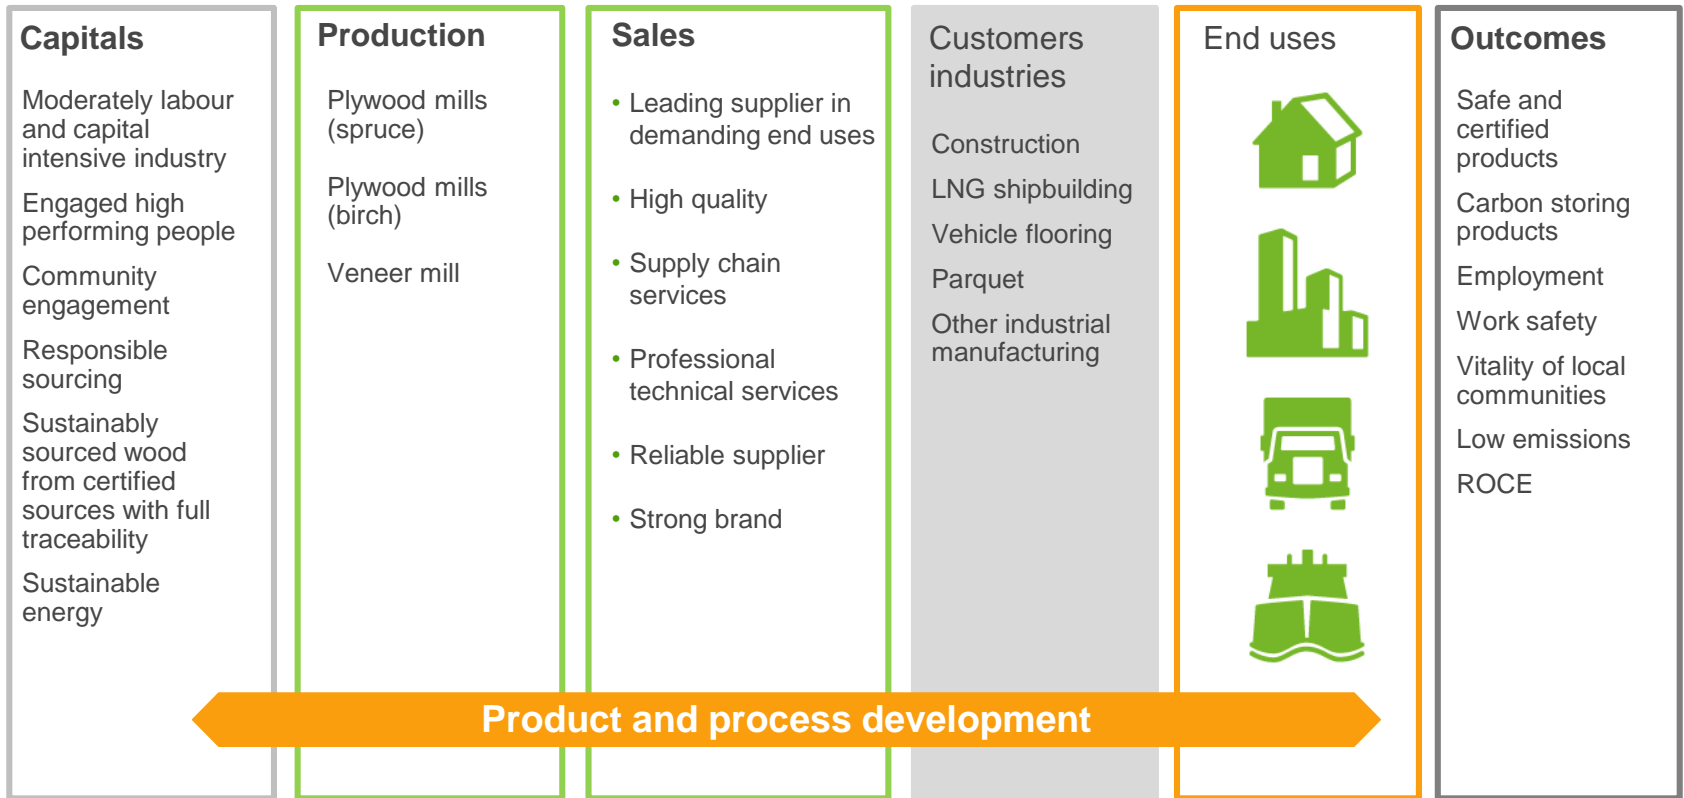 Capitals
Moderately labour
and capital
intensive industry
Engaged high
performing people
Community
engagement
Responsible
sourcing
Sustainably
sourced wood
from certified
sources with full
traceability
Sustainable
energy
Production
Plywood mills
(spruce)
Plywood mills
(birch)
Veneer mill
Sales
• Leading supplier in
demanding end uses
• High quality
• Supply chain
services
• Professional
technical services
• Reliable supplier
• Strong brand
Customers
industries
Construction
LNG shipbuilding
Vehicle flooring
Parquet
Other industrial
manufacturing
End uses
Outcomes
Safe and
certified
products
Carbon storing
products
Employment
Work safety
Vitality of local
communities
Low emissions
ROCE
Product and process development